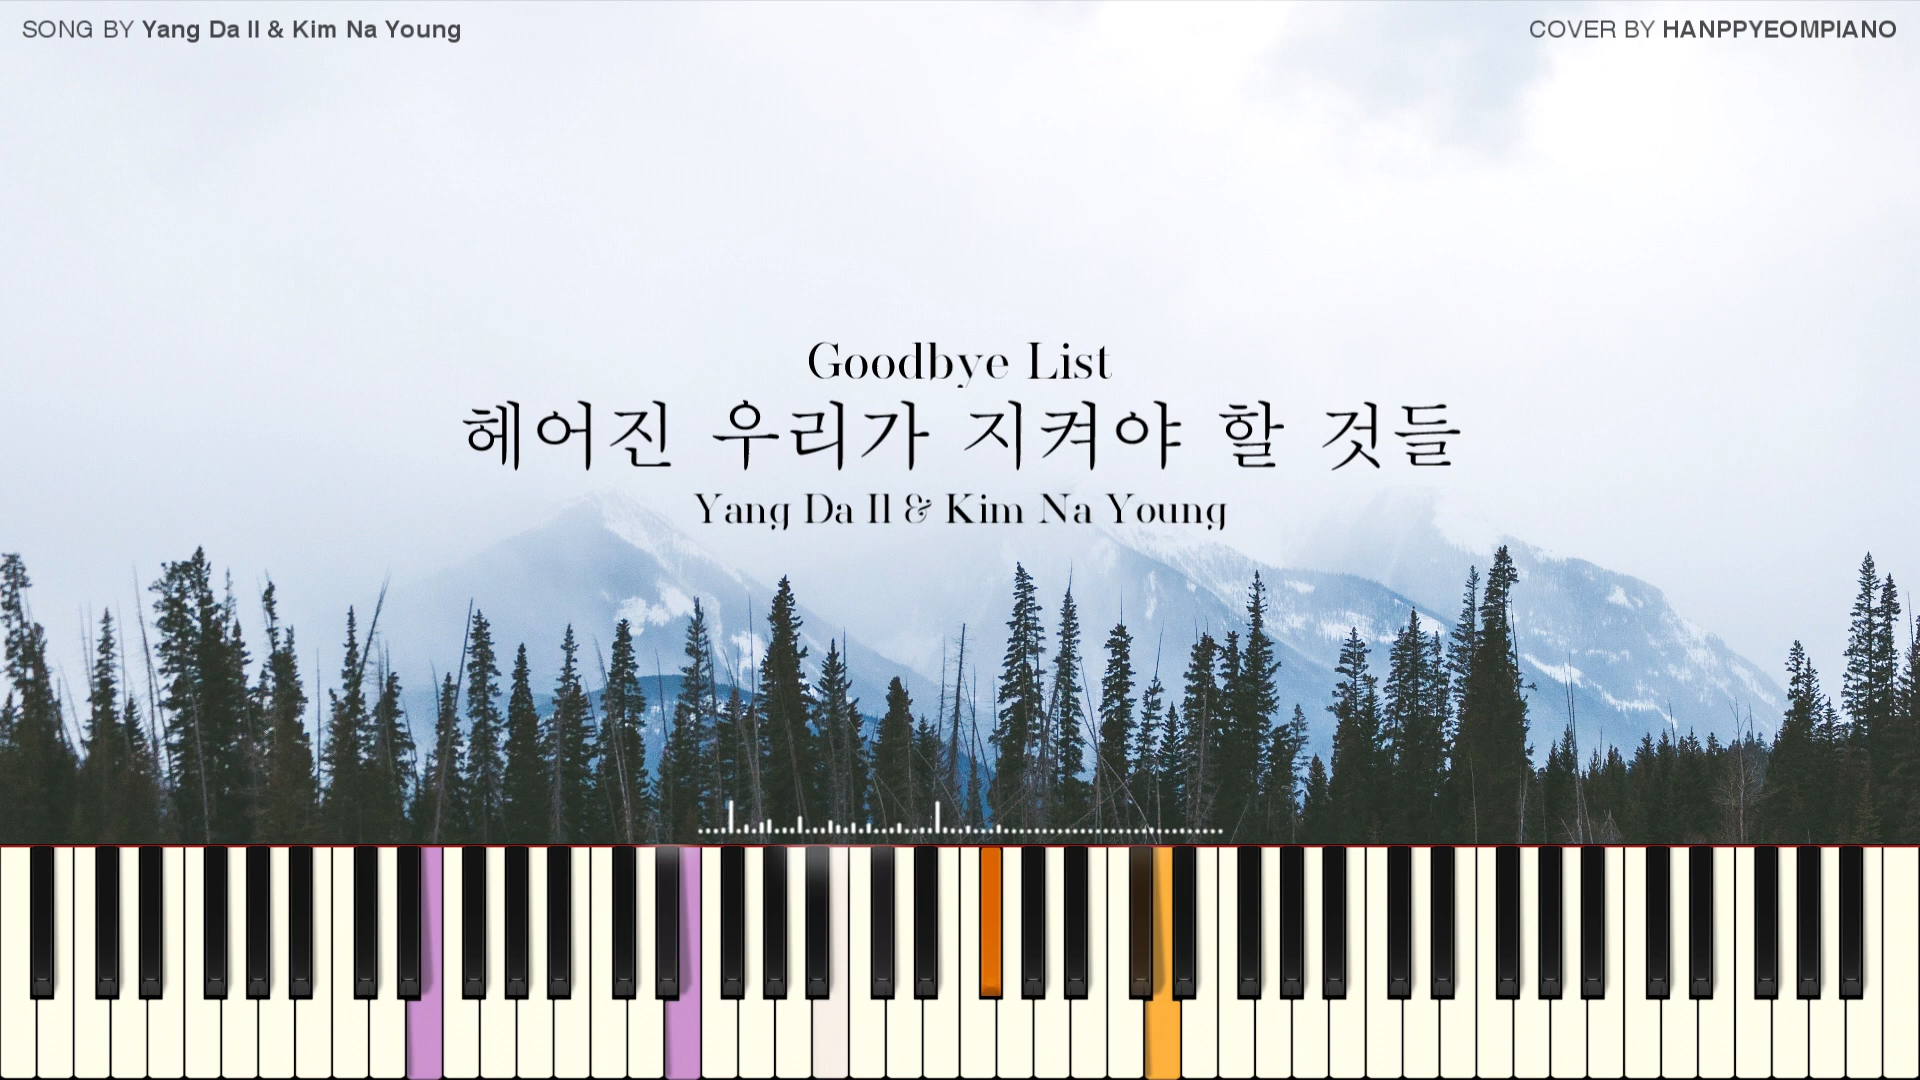 SONG BY Yang Da Il & Kim Na Young
COVER BY HANPPYEOMPIANO
Goodbye List
헤어진 우리가 지켜야 할 것들
Yang Da Il & Kim Na Young